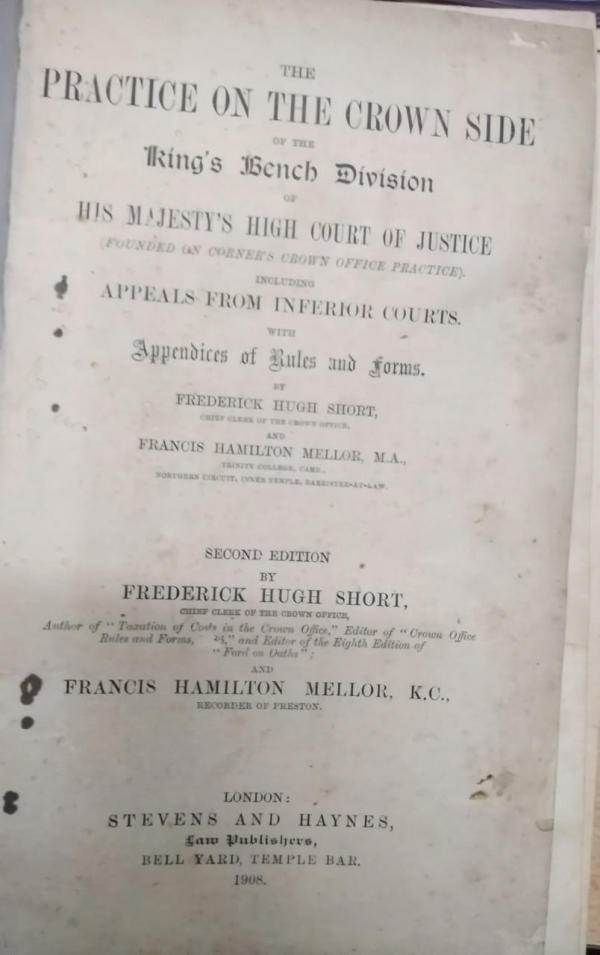 THE
PRACTICE ON THE CROWN SIDE
OF THE
King's Bench Division
OF
HIS MAJESTY'S HIGH COURT OF JUSTICE
(FOUNDED ON CORNER'S CROWN OFFICE PRACTICE).
INCLUDING
APPEALS FROM INFERIOR COURTS.
WITH
Appendices of Rules and Forms.
BY
FREDERICK HUGH SHORT,
CHIEF CLERK OF THE CROWN OFFICE,
AND
FRANCIS HAMILTON MELLOR, M.A.,
TRINITY COLLEGE, CAMB.,
NORTHERN CIRCUIT, INNER TEMPLE, BARRISTER-AT-LAW.
SECOND EDITION
BY
FREDERICK HUGH SHORT,
CHIEF CLERK OF THE CROWN OFFICE,
Author of "Taxation of Costs in the Crown Office," Editor of "Crown Office
Rules and Forms, " and Editor of the Eighth Edition of
"Ford on Oaths";
AND
FRANCIS HAMILTON MELLOR, K.C.,
RECORDER OF PRESTON.
LONDON:
STEVENS AND HAYNES,
Law Publishers,
BELL YARD, TEMPLE BAR.
1908.